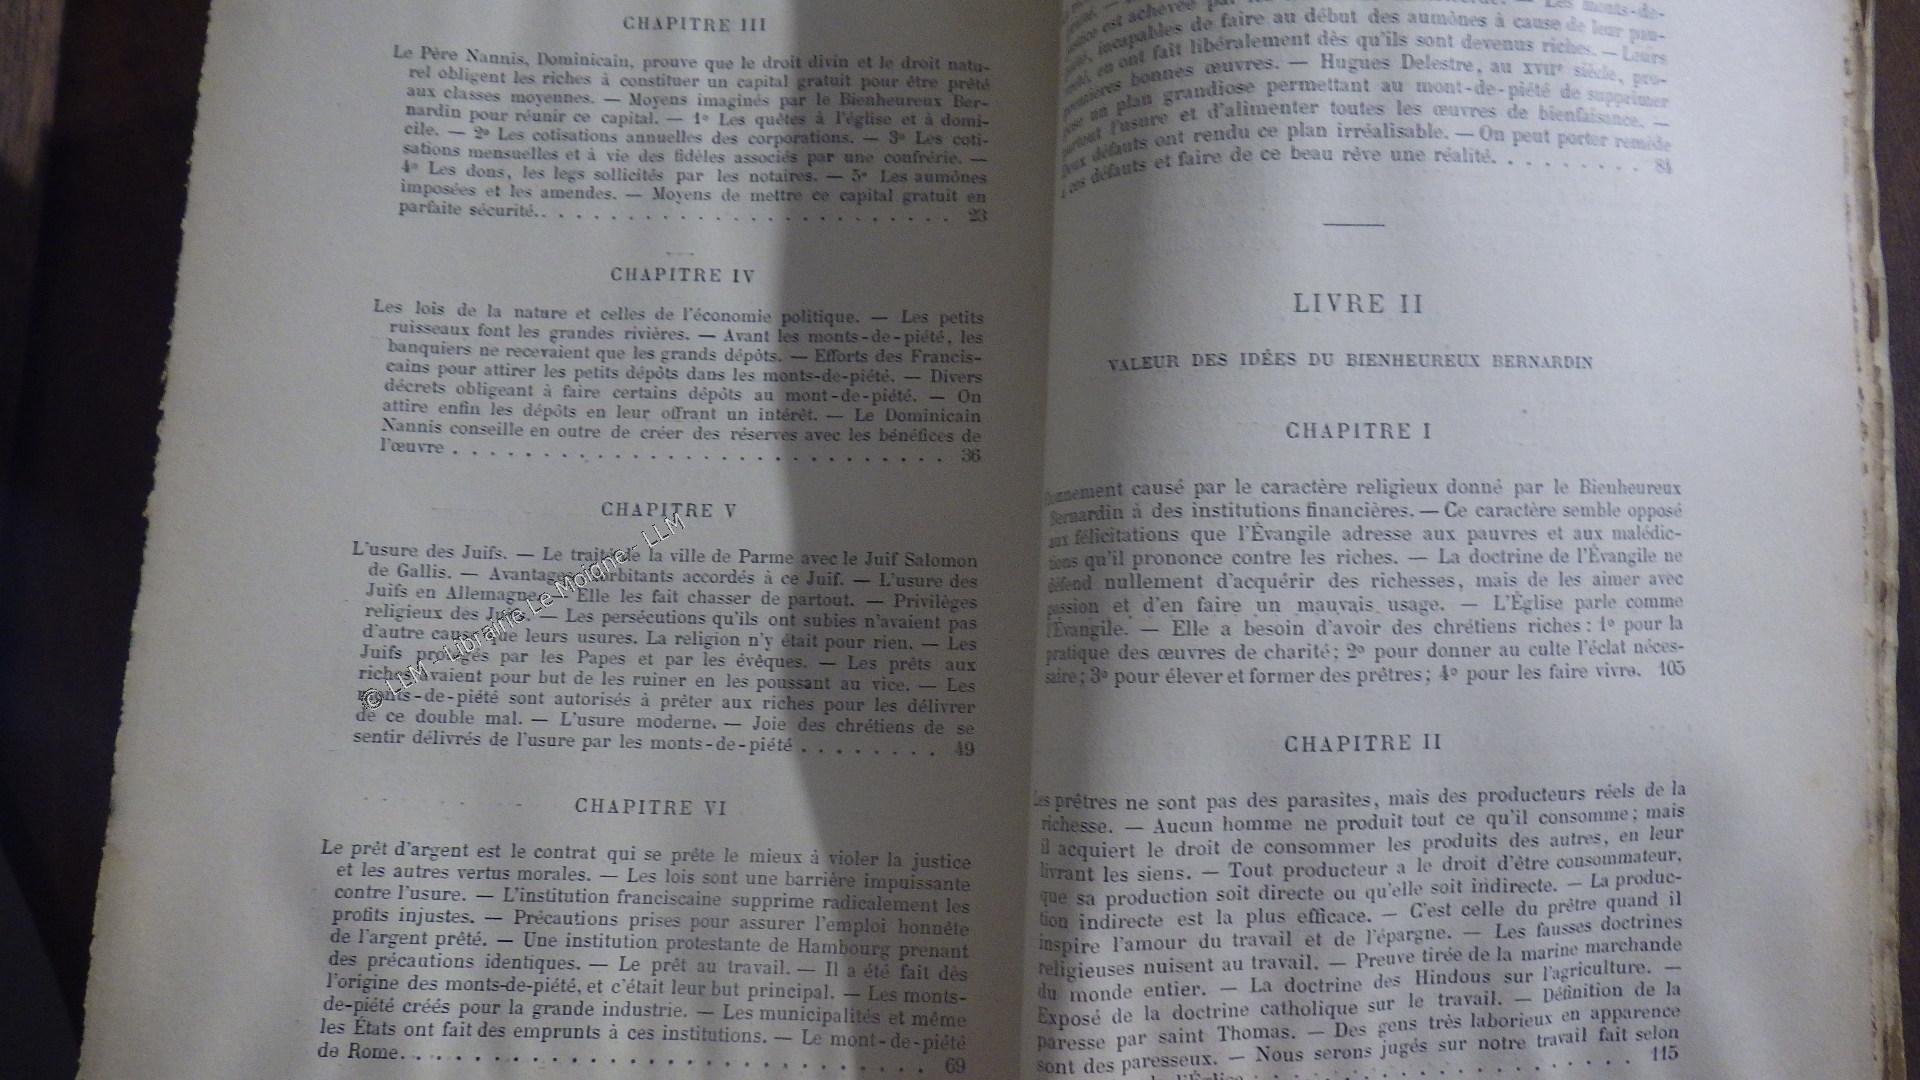 CHAPITRE III
Le Père Nannis, Dominicain, prouve que le droit divin et le droit natu-
rel obligent les riches à constituer un capital gratuit pour être prêté
aux classes moyennes. — Moyens imaginés par le Bienheureux Ber-
nardin pour réunir ce capital. — 1º Les quêtes à l'église et à domi-
cile. — 2º Les cotisations annuelles des corporations. — 3º Les coti-
sations mensuelles et à vie des fidèles associés par une confrérie. —
4º Les dons, les legs sollicités par les notaires. — 5º Les aumônes
imposées et les amendes. — Moyens de mettre ce capital gratuit en
parfaite sécurité. . . . . . . . . . . . . . . . . . . . . . . 23
CHAPITRE IV
Les lois de la nature et celles de l'économie politique. — Les petits
ruisseaux font les grandes rivières. — Avant les monts-de-piété, les
banquiers ne recevaient que les grands dépôts. — Efforts des Francis-
cains pour attirer les petits dépôts dans les monts-de-piété. — Divers
décrets obligeant à faire certains dépôts au mont-de-piété. — On
attire enfin les dépôts en leur offrant un intérêt. — Le Dominicain
Nannis conseille en outre de créer des réserves avec les bénéfices de
l'œuvre . . . . . . . . . . . . . . . . . . . . . . . . . . 36
CHAPITRE V
L'usure des Juifs. — Le traité de la ville de Parme avec le Juif Salomon
de Gallis. — Avantages exorbitants accordés à ce Juif. — L'usure des
Juifs en Allemagne. — Elle les fait chasser de partout. — Privilèges
religieux des Juifs. — Les persécutions qu'ils ont subies n'avaient pas
d'autre cause que leurs usures. La religion n'y était pour rien. — Les
Juifs protégés par les Papes et par les évêques. — Les prêts aux
riches avaient pour but de les ruiner en les poussant au vice. — Les
monts-de-piété sont autorisés à prêter aux riches pour les délivrer
de ce double mal. — L'usure moderne. — Joie des chrétiens de se
sentir délivrés de l'usure par les monts-de-piété . . . . . . . . 49
CHAPITRE VI
Le prêt d'argent est le contrat qui se prête le mieux à violer la justice
et les autres vertus morales. — Les lois sont une barrière impuissante
contre l'usure. — L'institution franciscaine supprime radicalement les
profits injustes. — Précautions prises pour assurer l'emploi honnête
de l'argent prêté. — Une institution protestante de Hambourg prenant
des précautions identiques. — Le prêt au travail. — Il a été fait dès
l'origine des monts-de-piété, et c'était leur but principal. — Les monts-
de-piété créés pour la grande industrie. — Les municipalités et même
les États ont fait des emprunts à ces institutions. — Le mont-de-piété
de Rome. . . . . . . . . . . . . . . . . . . . . . . . . . . 69
© LLM - Librairie Le Moigne - LLM
est achevée par Les monts-de-
incapables de faire au début des aumônes à cause de leur pau-
en ont fait libéralement dès qu'ils sont devenus riches. — Leurs
premières bonnes œuvres. — Hugues Delestre, au XVIIe siècle, pro-
pose un plan grandiose permettant au mont-de-piété de supprimer
partout l'usure et d'alimenter toutes les œuvres de bienfaisance. —
Deux défauts ont rendu ce plan irréalisable. — On peut porter remède
à ces défauts et faire de ce beau rêve une réalité. . . . . . . . . 84
LIVRE II
VALEUR DES IDÉES DU BIENHEUREUX BERNARDIN
CHAPITRE I
Étonnement causé par le caractère religieux donné par le Bienheureux
Bernardin à des institutions financières. — Ce caractère semble opposé
aux félicitations que l'Évangile adresse aux pauvres et aux malédic-
tions qu'il prononce contre les riches. — La doctrine de l'Évangile ne
défend nullement d'acquérir des richesses, mais de les aimer avec
passion et d'en faire un mauvais usage. — L'Église parle comme
l'Évangile. — Elle a besoin d'avoir des chrétiens riches : 1º pour la
pratique des œuvres de charité; 2º pour donner au culte l'éclat néces-
saire; 3º pour élever et former des prêtres; 4º pour les faire vivre. 105
CHAPITRE II
Les prêtres ne sont pas des parasites, mais des producteurs réels de la
richesse. — Aucun homme ne produit tout ce qu'il consomme; mais
il acquiert le droit de consommer les produits des autres, en leur
livrant les siens. — Tout producteur a le droit d'être consommateur,
que sa production soit directe ou qu'elle soit indirecte. — La produc-
tion indirecte est la plus efficace. — C'est celle du prêtre quand il
inspire l'amour du travail et de l'épargne. — Les fausses doctrines
religieuses nuisent au travail. — Preuve tirée de la marine marchande
du monde entier. — La doctrine des Hindous sur l'agriculture. —
Exposé de la doctrine catholique sur le travail. — Définition de la
paresse par saint Thomas. — Des gens très laborieux en apparence
sont des paresseux. — Nous serons jugés sur notre travail fait selon
l'Église . . . . . . . . . . . . . . . . 115